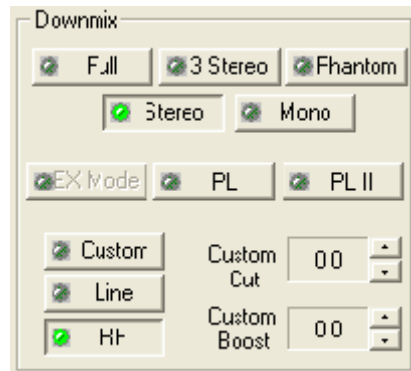 Downmix
Full 3 Stereo Phantom
Stereo Mono
EX Mode PL PL II
Custom
Line
RF
Custom Cut 00
Custom Boost 00